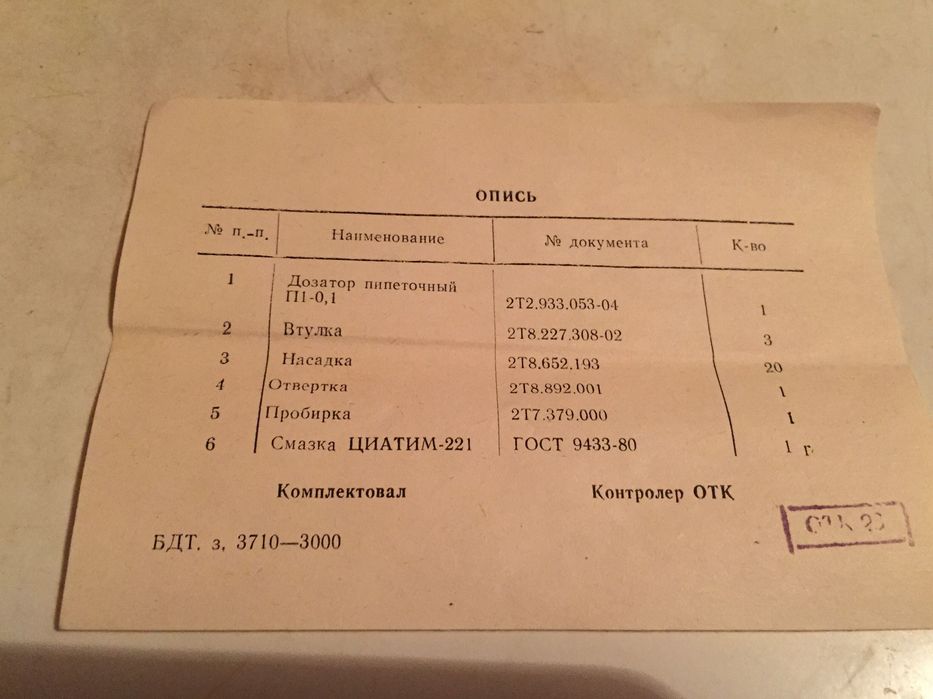 ОПИСЬ
№ п.-п. Наименование № документа К-во
1 Дозатор пипеточный
П1-0,1 2Т2.933.053-04 1
2 Втулка 2Т8.227.308-02 3
3 Насадка 2Т8.652.193 20
4 Отвертка 2Т8.892.001 1
5 Пробирка 2Т7.379.000 1
6 Смазка ЦИАТИМ-221 ГОСТ 9433-80 1 г.
Комплектовал Контролер ОТК
ОТК
БДТ. з, 3710—3000